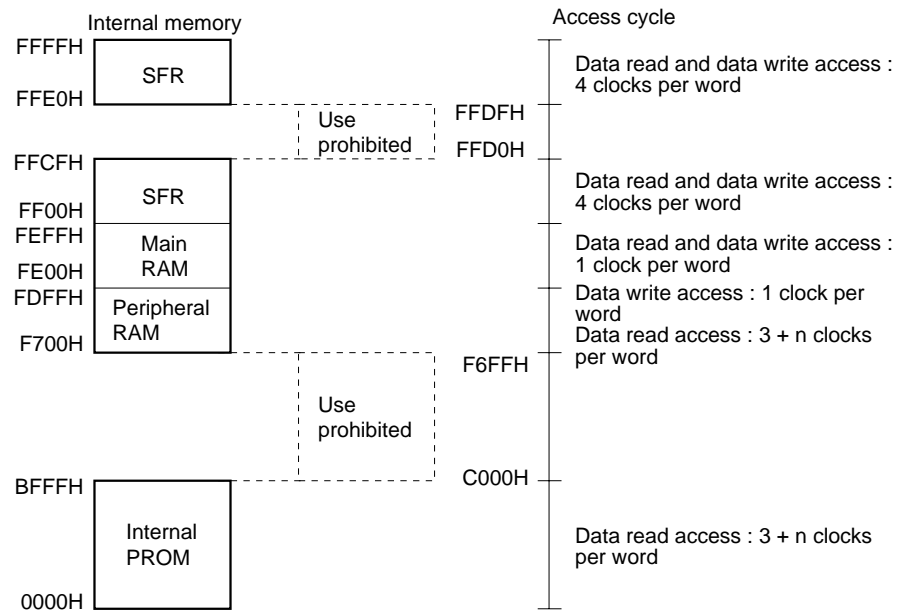 Internal memory
Access cycle
FFFFH
SFR
Data read and data write access :
4 clocks per word
FFE0H
FFDFH
Use
prohibited
FFD0H
FFCFH
SFR
Data read and data write access :
4 clocks per word
FF00H
FEFFH
Main
RAM
Data read and data write access :
1 clock per word
FE00H
FDFFH
Peripheral
RAM
Data write access : 1 clock per
word
Data read access : 3 + n clocks
per word
F700H
F6FFH
Use
prohibited
C000H
BFFFH
Internal
PROM
Data read access : 3 + n clocks
per word
0000H